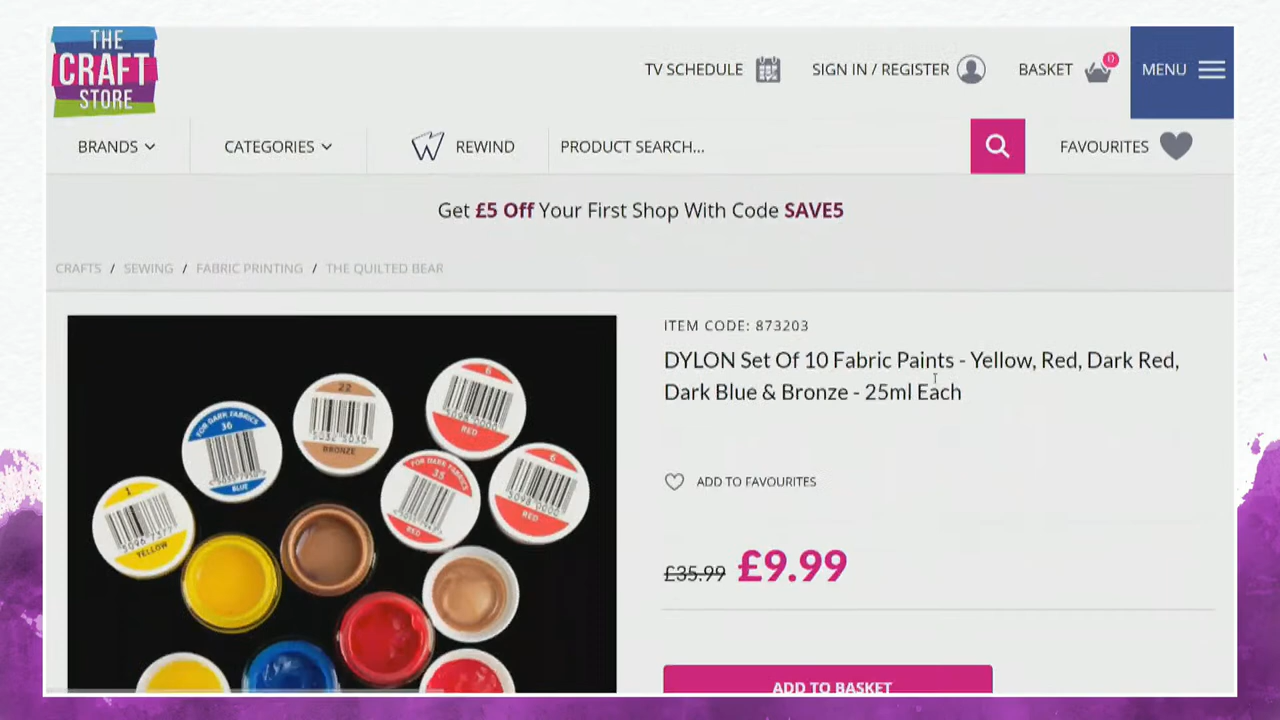 THE
CRAFT
STORE
TV SCHEDULE
SIGN IN / REGISTER
BASKET
0
MENU
BRANDS
CATEGORIES
REWIND
PRODUCT SEARCH...
FAVOURITES
Get £5 Off Your First Shop With Code SAVE5
CRAFTS / SEWING / FABRIC PRINTING / THE QUILTED BEAR
ITEM CODE: 873203
DYLON Set Of 10 Fabric Paints - Yellow, Red, Dark Red,
Dark Blue & Bronze - 25ml Each
ADD TO FAVOURITES
£35.99 £9.99
ADD TO BASKET
1
YELLOW
FOR DARK FABRICS
36
BLUE
22
BRONZE
6
RED
FOR DARK FABRICS
35
RED
6
RED